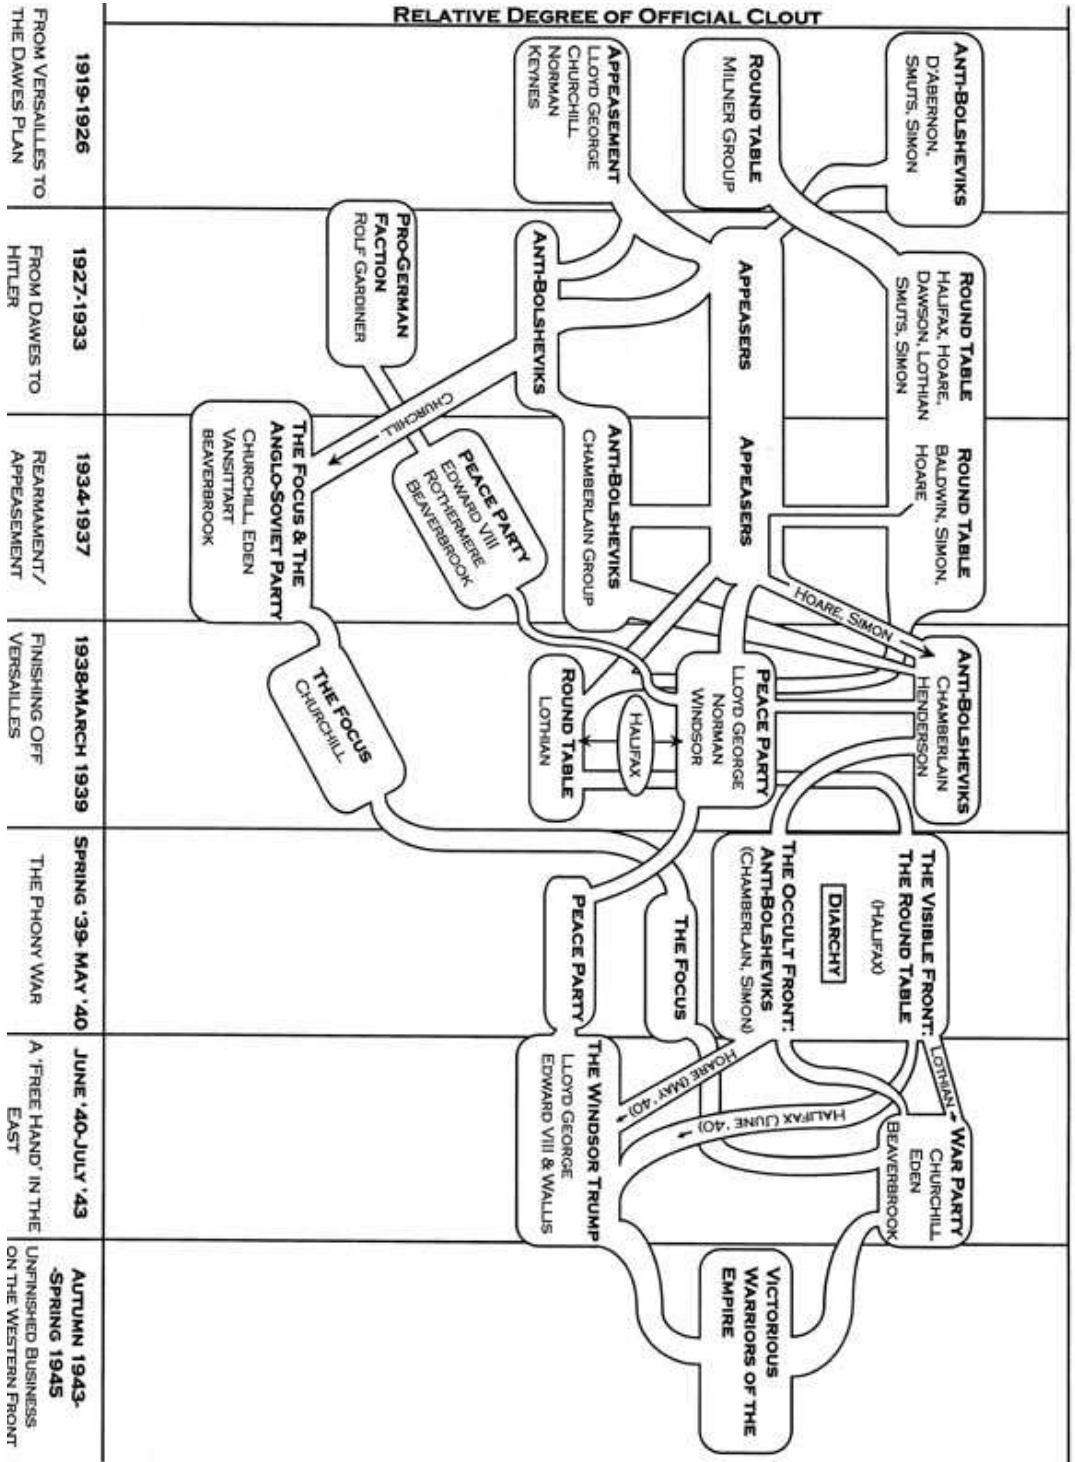 RELATIVE DEGREE OF OFFICIAL CLOUT
ANTI-BOLSHEVIKS
D'ABERNON,
SMUTS, SIMON
ROUND TABLE
MILNER GROUP
APPEASEMENT
LLOYD GEORGE
CHURCHILL
NORMAN
KEYNES
1919-1926
FROM VERSAILLES TO
THE DAWES PLAN
ROUND TABLE
HALIFAX, HOARE,
DAWSON, LOTHIAN
SMUTS, SIMON
APPEASERS
ANTI-BOLSHEVIKS
PRO-GERMAN
FACTION
ROLF GARDINER
1927-1933
FROM DAWES TO
HITLER
CHURCHILL
ROUND TABLE
BALDWIN, SIMON,
HOARE
APPEASERS
ANTI-BOLSHEVIKS
CHAMBERLAIN GROUP
PEACE PARTY
EDWARD VIII
ROTHERMERE
BEAVERBROOK
THE FOCUS & THE
ANGLO-SOVIET PARTY
CHURCHILL, EDEN
VANSITTART
BEAVERBROOK
1934-1937
REARMAMENT/
APPEASEMENT
HOARE, SIMON
ANTI-BOLSHEVIKS
CHAMBERLAIN
HENDERSON
PEACE PARTY
LLOYD GEORGE
NORMAN
WINDSOR
HALIFAX
ROUND TABLE
LOTHIAN
THE FOCUS
CHURCHILL
1938-MARCH 1939
FINISHING OFF
VERSAILLES
THE VISIBLE FRONT:
THE ROUND TABLE
(HALIFAX)
DIARCHY
THE OCCULT FRONT:
ANTI-BOLSHEVIKS
(CHAMBERLAIN, SIMON)
THE FOCUS
PEACE PARTY
SPRING '39- MAY '40
THE PHONY WAR
LOTHIAN
WAR PARTY
CHURCHILL
EDEN
BEAVERBROOK
HOARE (MAY '40)
HALIFAX (JUNE '40)
THE WINDSOR TRUMP
LLOYD GEORGE
EDWARD VIII & WALLIS
JUNE '40-JULY '43
A 'FREE HAND' IN THE
EAST
VICTORIOUS
WARRIORS OF THE
EMPIRE
AUTUMN 1943-
-SPRING 1945
UNFINISHED BUSINESS
ON THE WESTERN FRONT